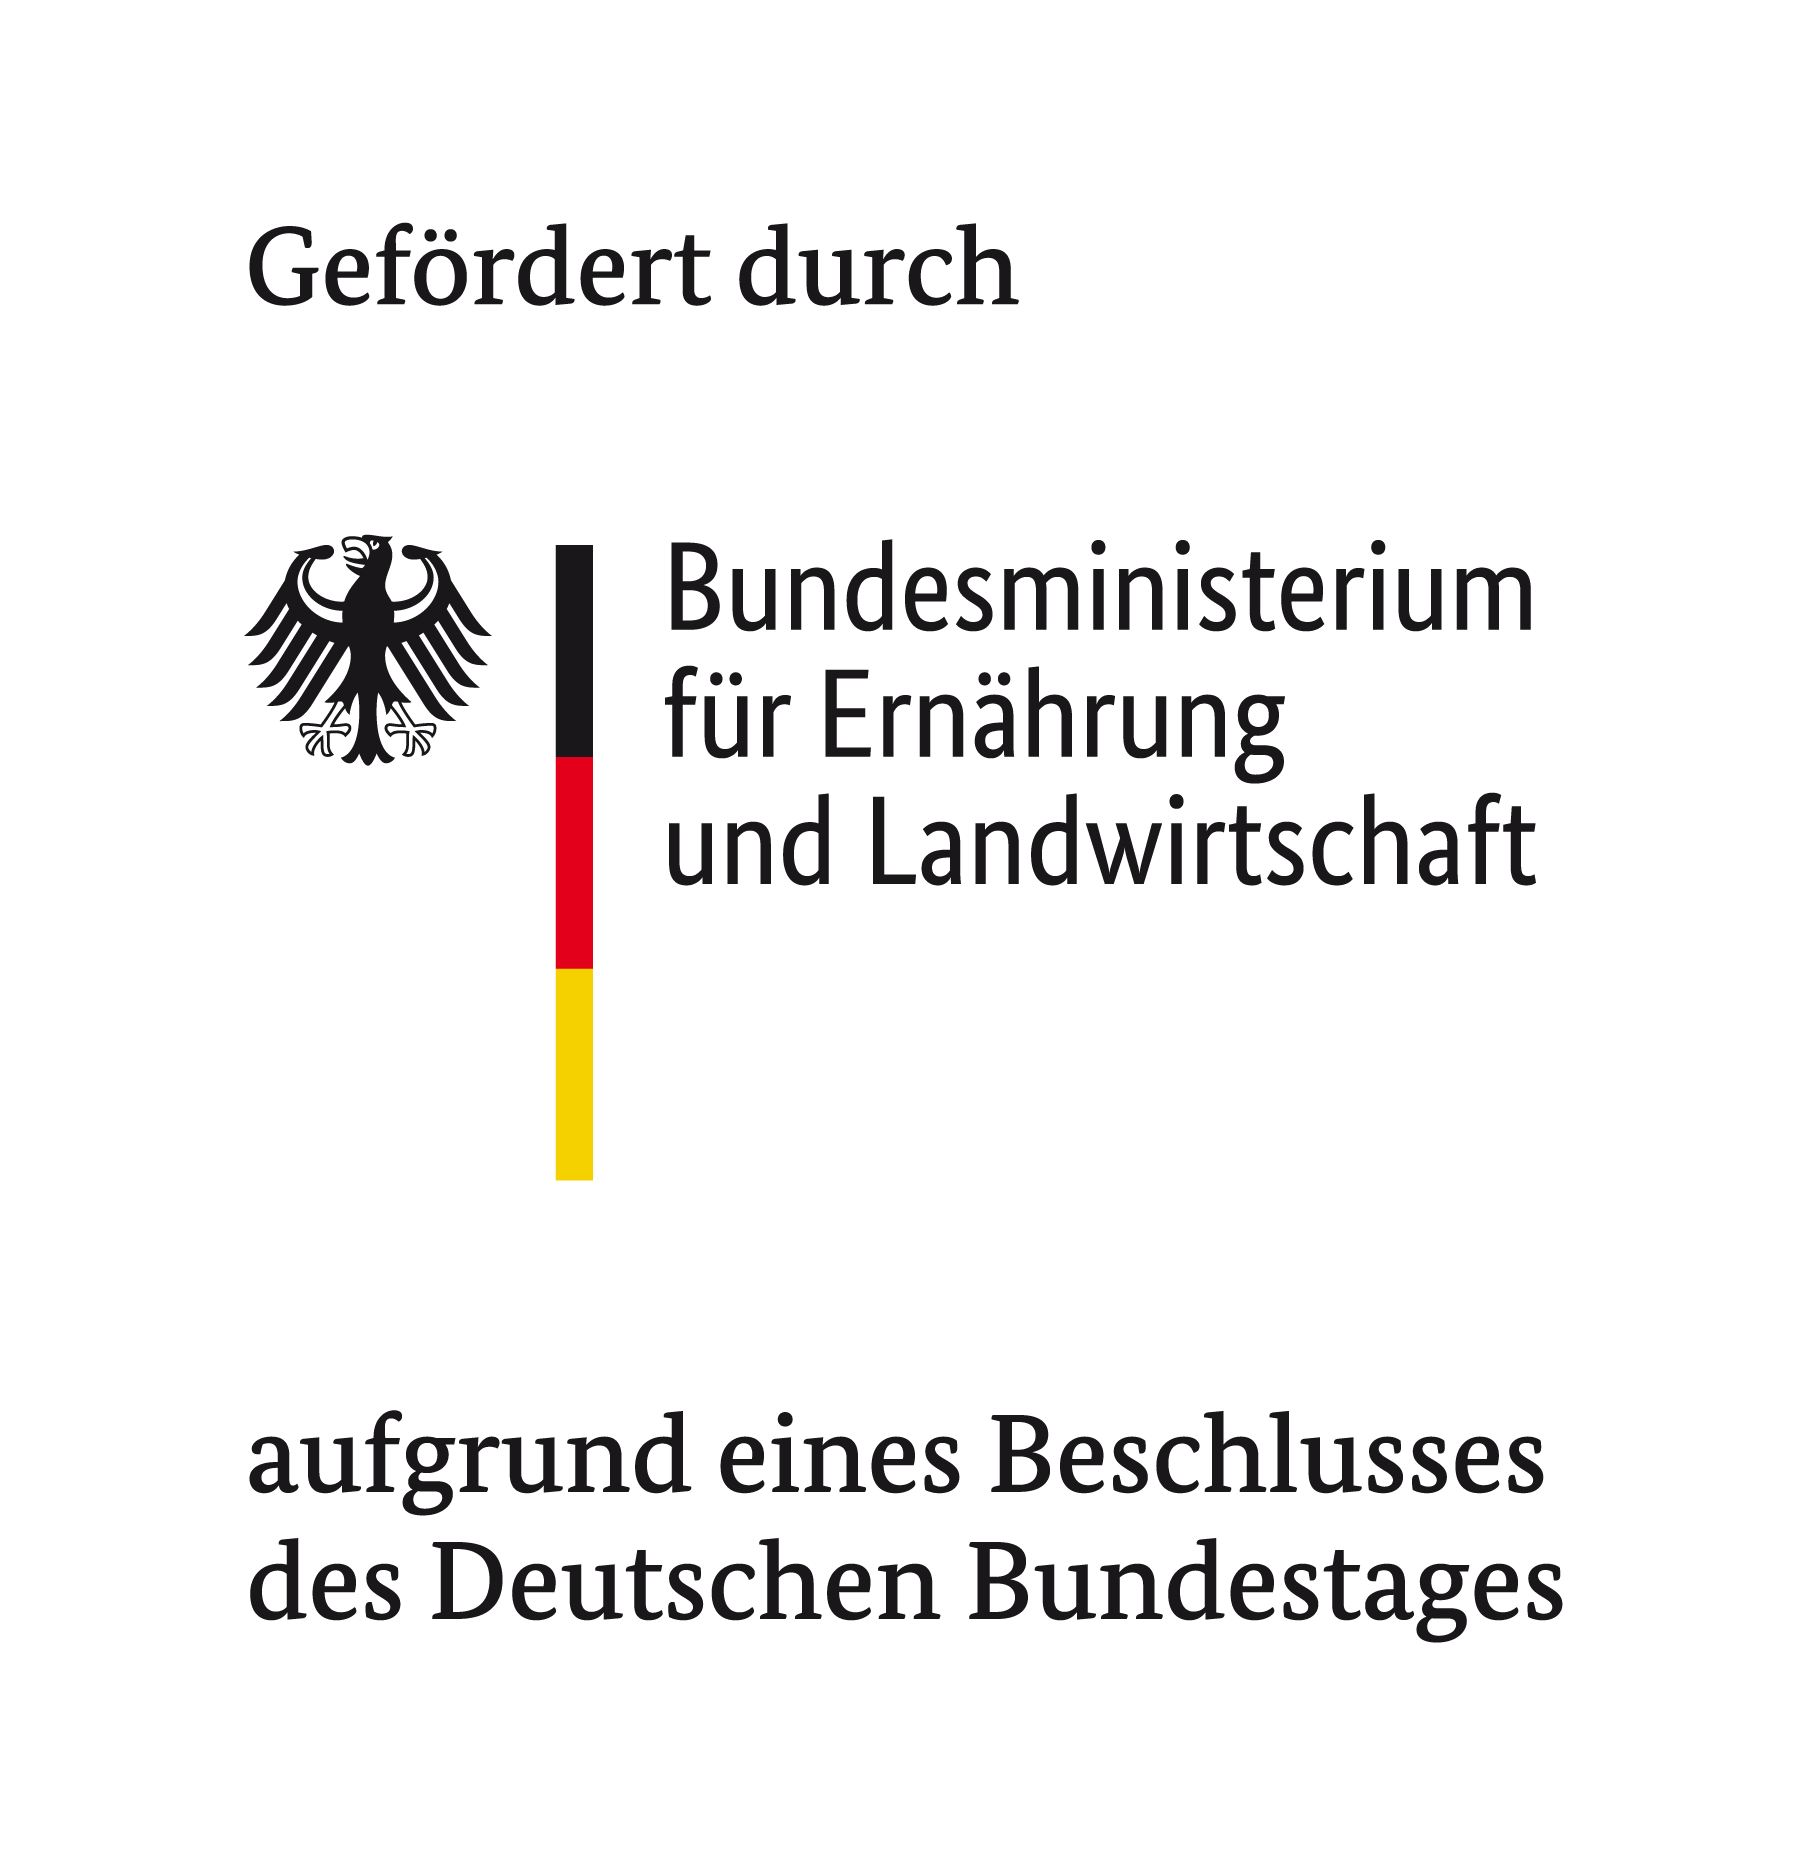 Gefördert durch
Bundesministerium
für Ernährung
und Landwirtschaft
aufgrund eines Beschlusses
des Deutschen Bundestages